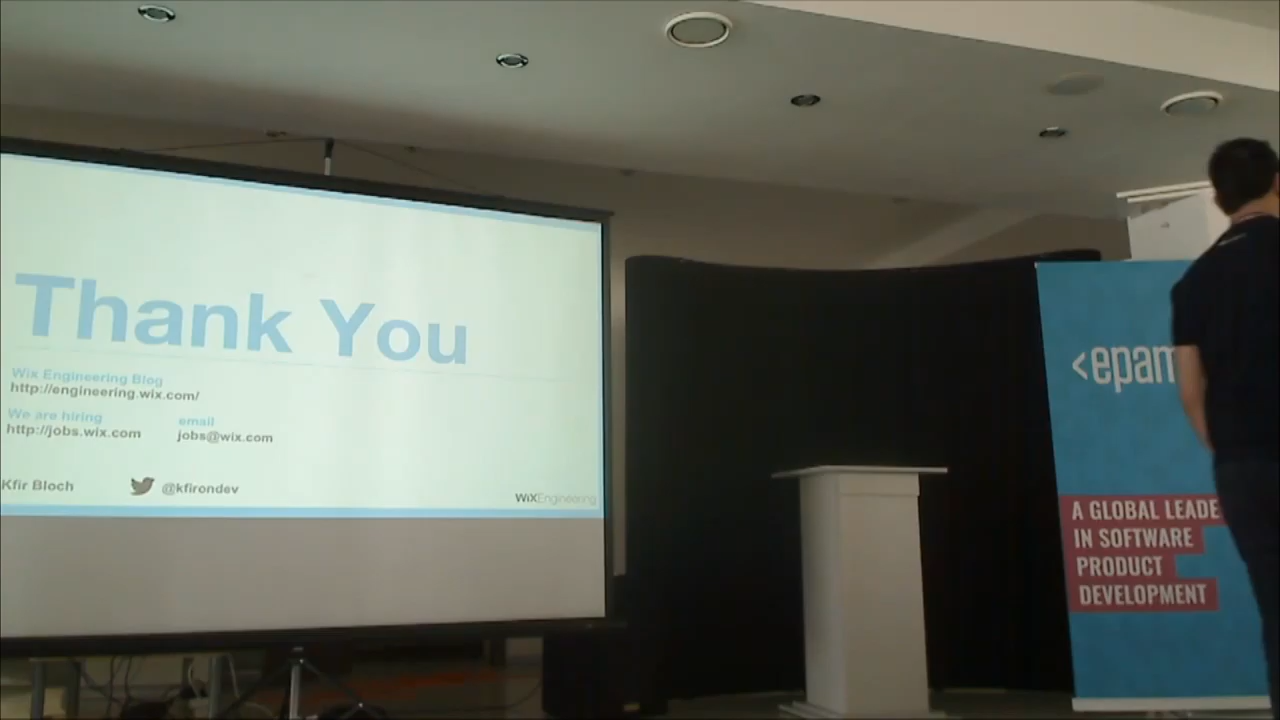 Thank You
Wix Engineering Blog
http://engineering.wix.com/
We are hiring
http://jobs.wix.com
email
jobs@wix.com
Kfir Bloch
@kfirondev
WiXEngineering
<epam
A GLOBAL LEADE
IN SOFTWARE
PRODUCT
DEVELOPMENT